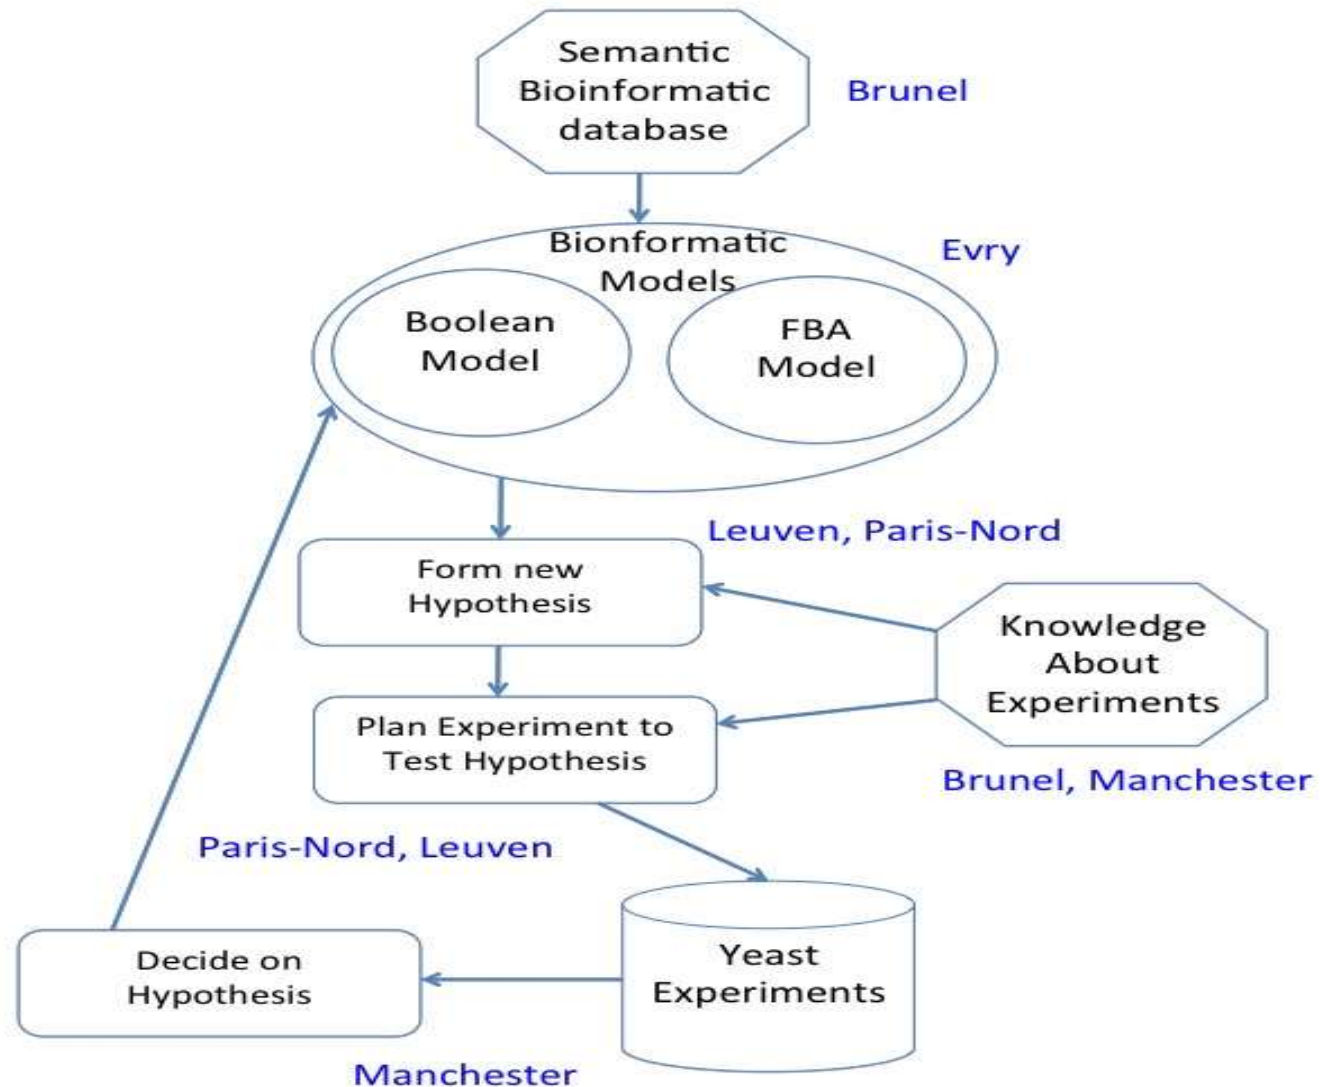 Semantic
Bioinformatic
database
Brunel
Bionformatic
Models
Evry
Boolean
Model
FBA
Model
Leuven, Paris-Nord
Form new
Hypothesis
Knowledge
About
Experiments
Plan Experiment to
Test Hypothesis
Brunel, Manchester
Paris-Nord, Leuven
Yeast
Experiments
Decide on
Hypothesis
Manchester